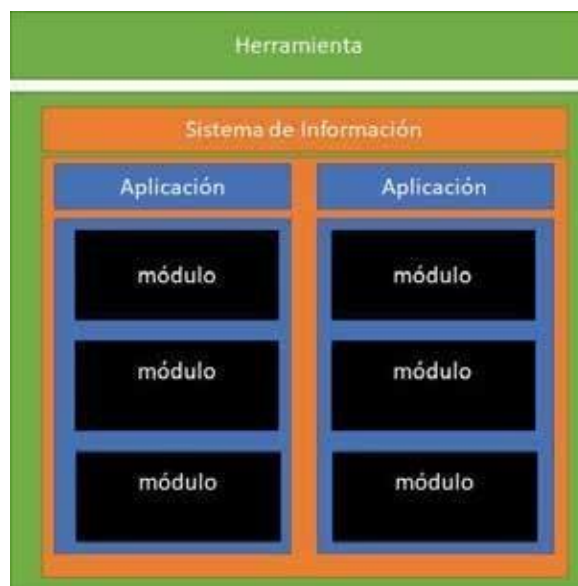 Herramienta
Sistema de Información
Aplicación
módulo
módulo
módulo
Aplicación
módulo
módulo
módulo